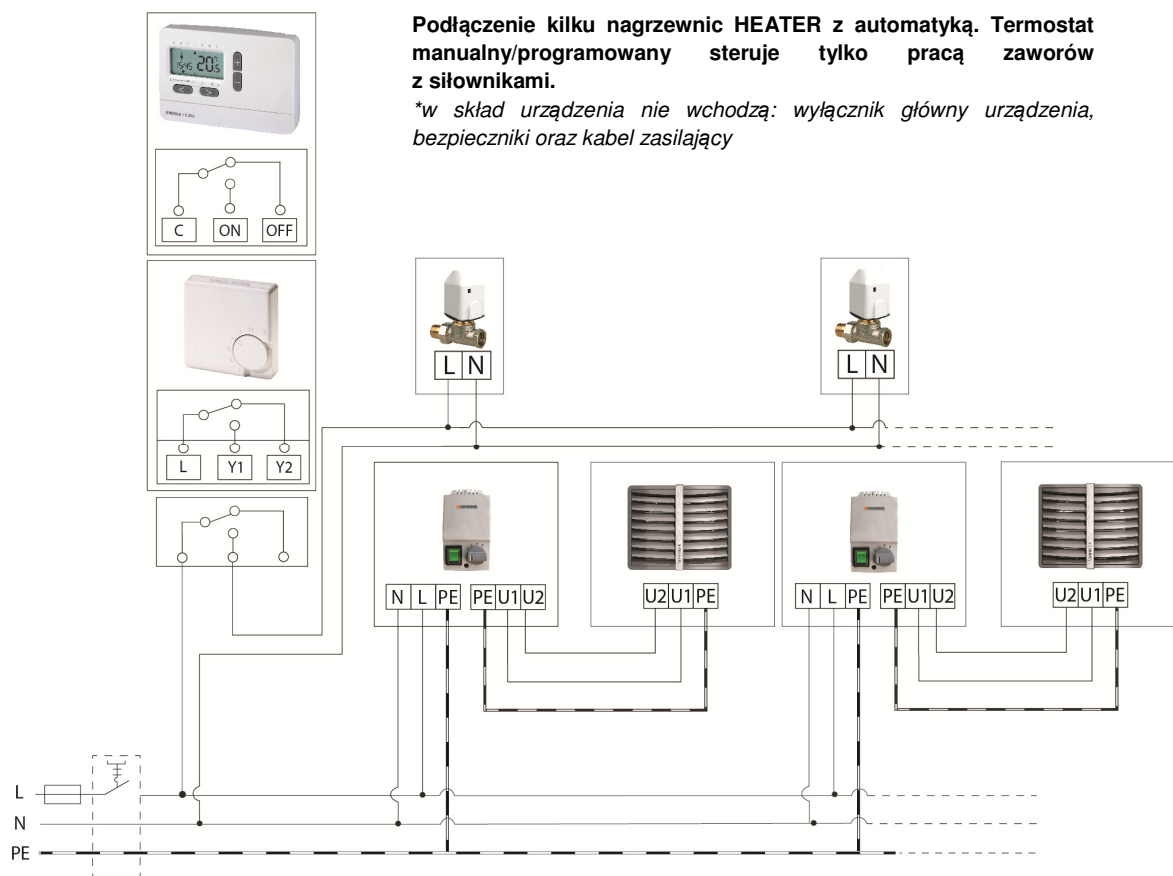 Podłączenie kilku nagrzewnic HEATER z automatyką. Termostat
manualny/programowany steruje tylko pracą zaworów
z siłownikami.
*w skład urządzenia nie wchodzą: wyłącznik główny urządzenia,
bezpieczniki oraz kabel zasilający
C ON OFF
L N
L N
L Y1 Y2
N L PE PE U1 U2
U2 U1 PE
N L PE PE U1 U2
U2 U1 PE
L
N
PE